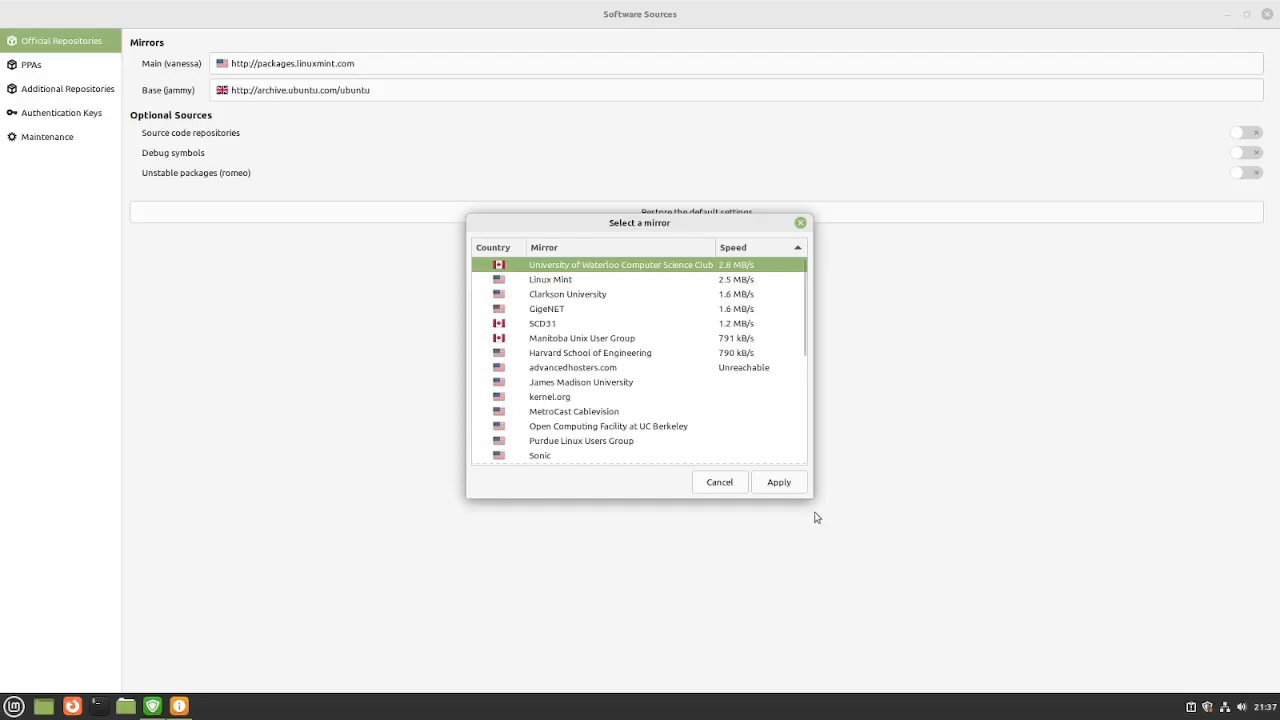 Software Sources
Official Repositories
PPAs
Additional Repositories
Authentication Keys
Maintenance
Mirrors
Main (vanessa) http://packages.linuxmint.com
Base (jammy) http://archive.ubuntu.com/ubuntu
Optional Sources
Source code repositories
Debug symbols
Unstable packages (romeo)
Restore the default settings
Select a mirror
Country Mirror Speed
University of Waterloo Computer Science Club 2.8 MB/s
Linux Mint 2.5 MB/s
Clarkson University 1.6 MB/s
GigeNET 1.6 MB/s
SCD31 1.2 MB/s
Manitoba Unix User Group 791 kB/s
Harvard School of Engineering 790 kB/s
advancedhosters.com Unreachable
James Madison University
kernel.org
MetroCast Cablevision
Open Computing Facility at UC Berkeley
Purdue Linux Users Group
Sonic
Cancel Apply
21:37